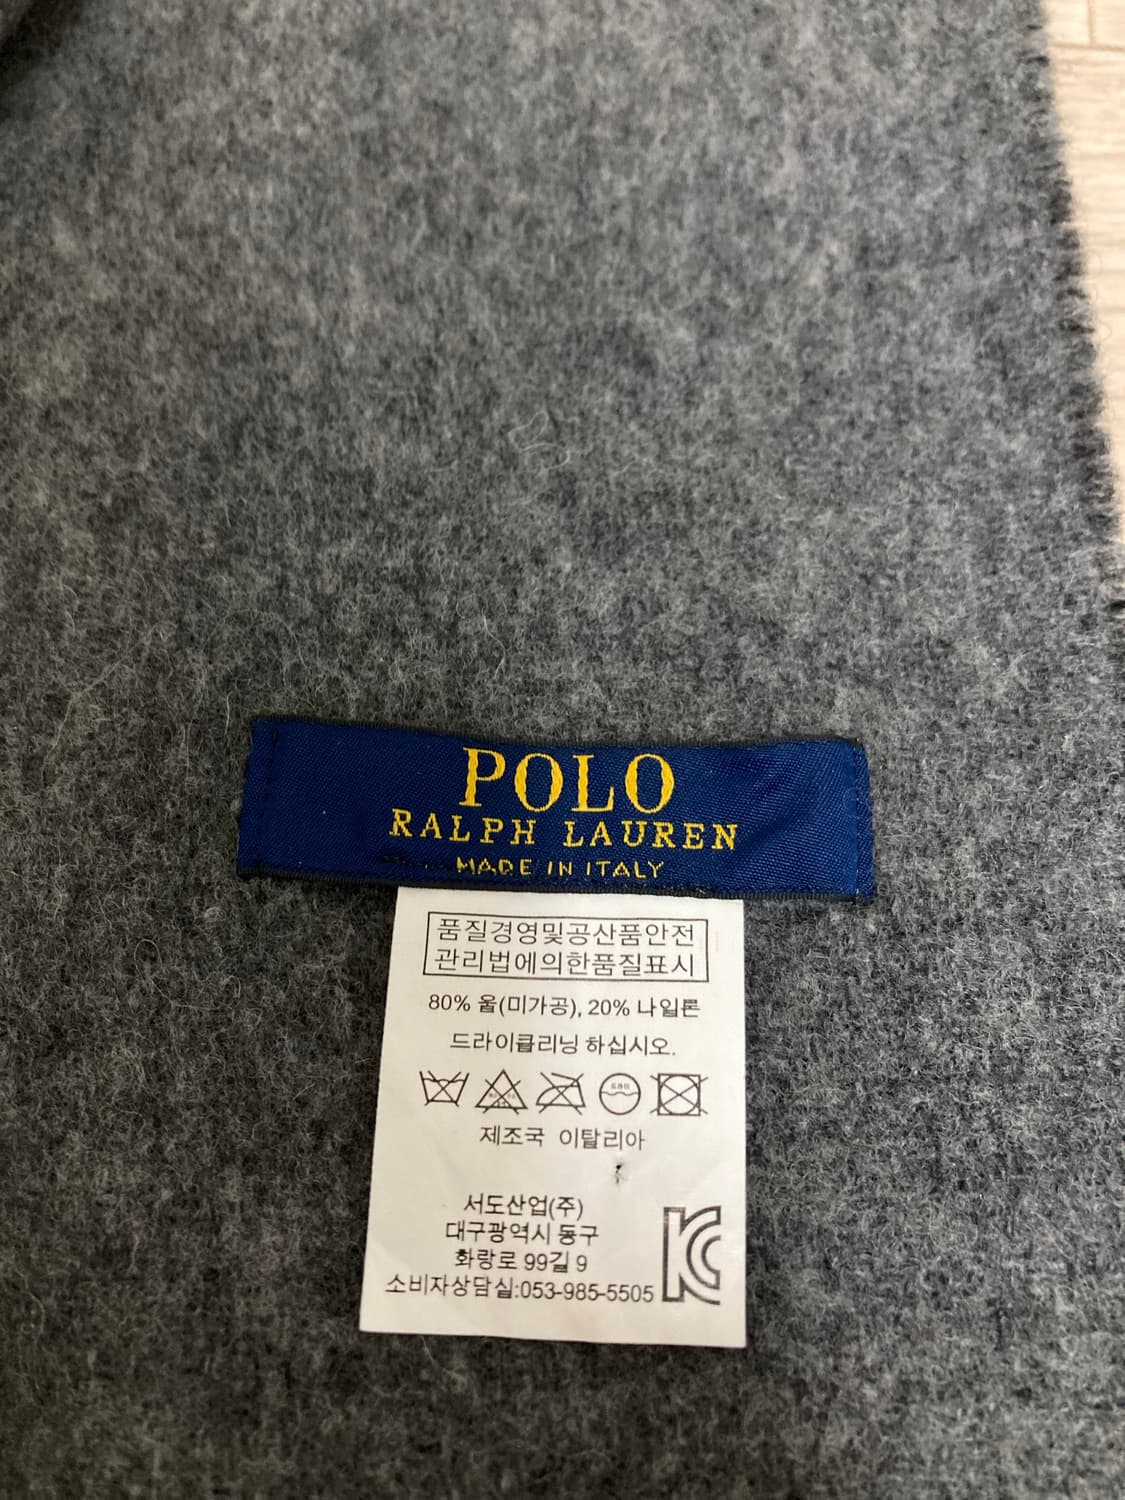 POLO
RALPH LAUREN
MADE IN ITALY
품질경영및공산품안전
관리법에의한품질표시
80% 울(미가공), 20% 나일론
드라이클리닝 하십시오.
드라이
제조국 이탈리아
서도산업(주)
대구광역시 동구
화랑로 99길 9
소비자상담실:053-985-5505
KC